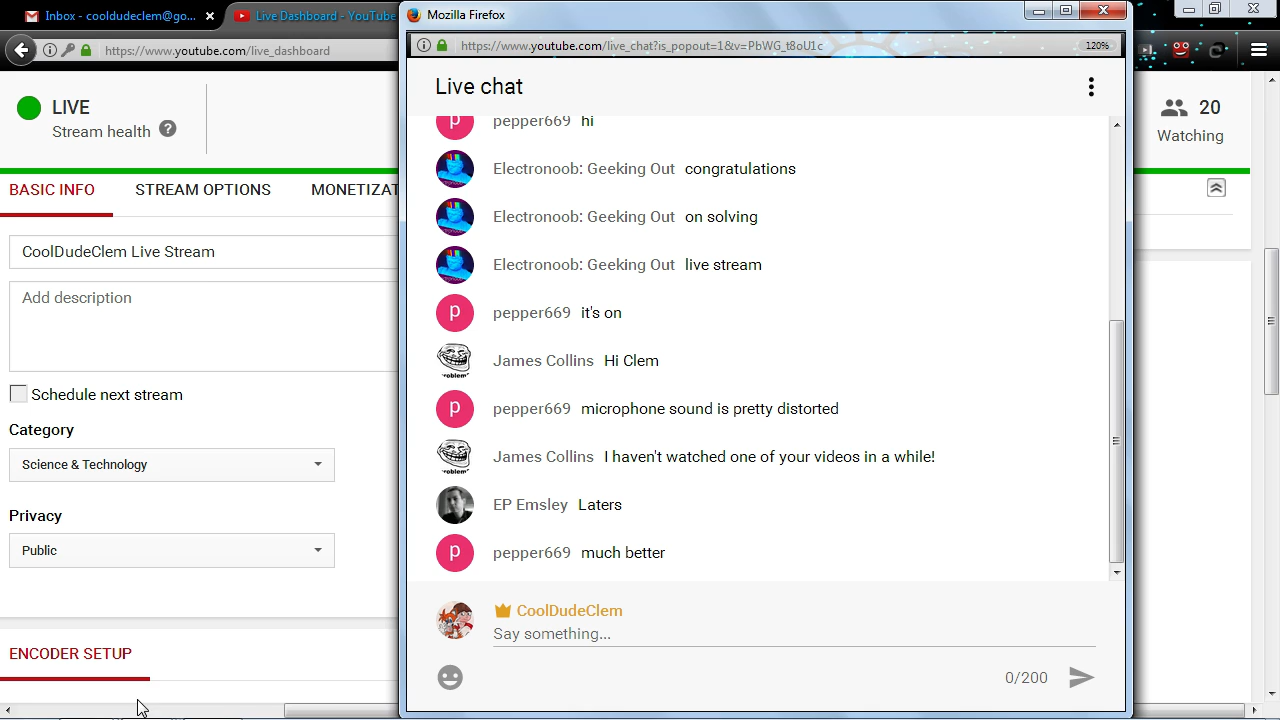 Inbox - cooldudeclem@go...
Live Dashboard - YouTube
Mozilla Firefox
https://www.youtube.com/live_dashboard
https://www.youtube.com/live_chat?is_popout=1&v=PbWG_t8oU1c
120%
LIVE
Stream health
Live chat
20
Watching
BASIC INFO
STREAM OPTIONS
MONETIZAT
CoolDudeClem Live Stream
Add description
Schedule next stream
Category
Science & Technology
Privacy
Public
ENCODER SETUP
p pepper669 hi
Electronoob: Geeking Out congratulations
Electronoob: Geeking Out on solving
Electronoob: Geeking Out live stream
p pepper669 it's on
James Collins Hi Clem
p pepper669 microphone sound is pretty distorted
James Collins I haven't watched one of your videos in a while!
EP Emsley Laters
p pepper669 much better
CoolDudeClem
Say something...
0/200